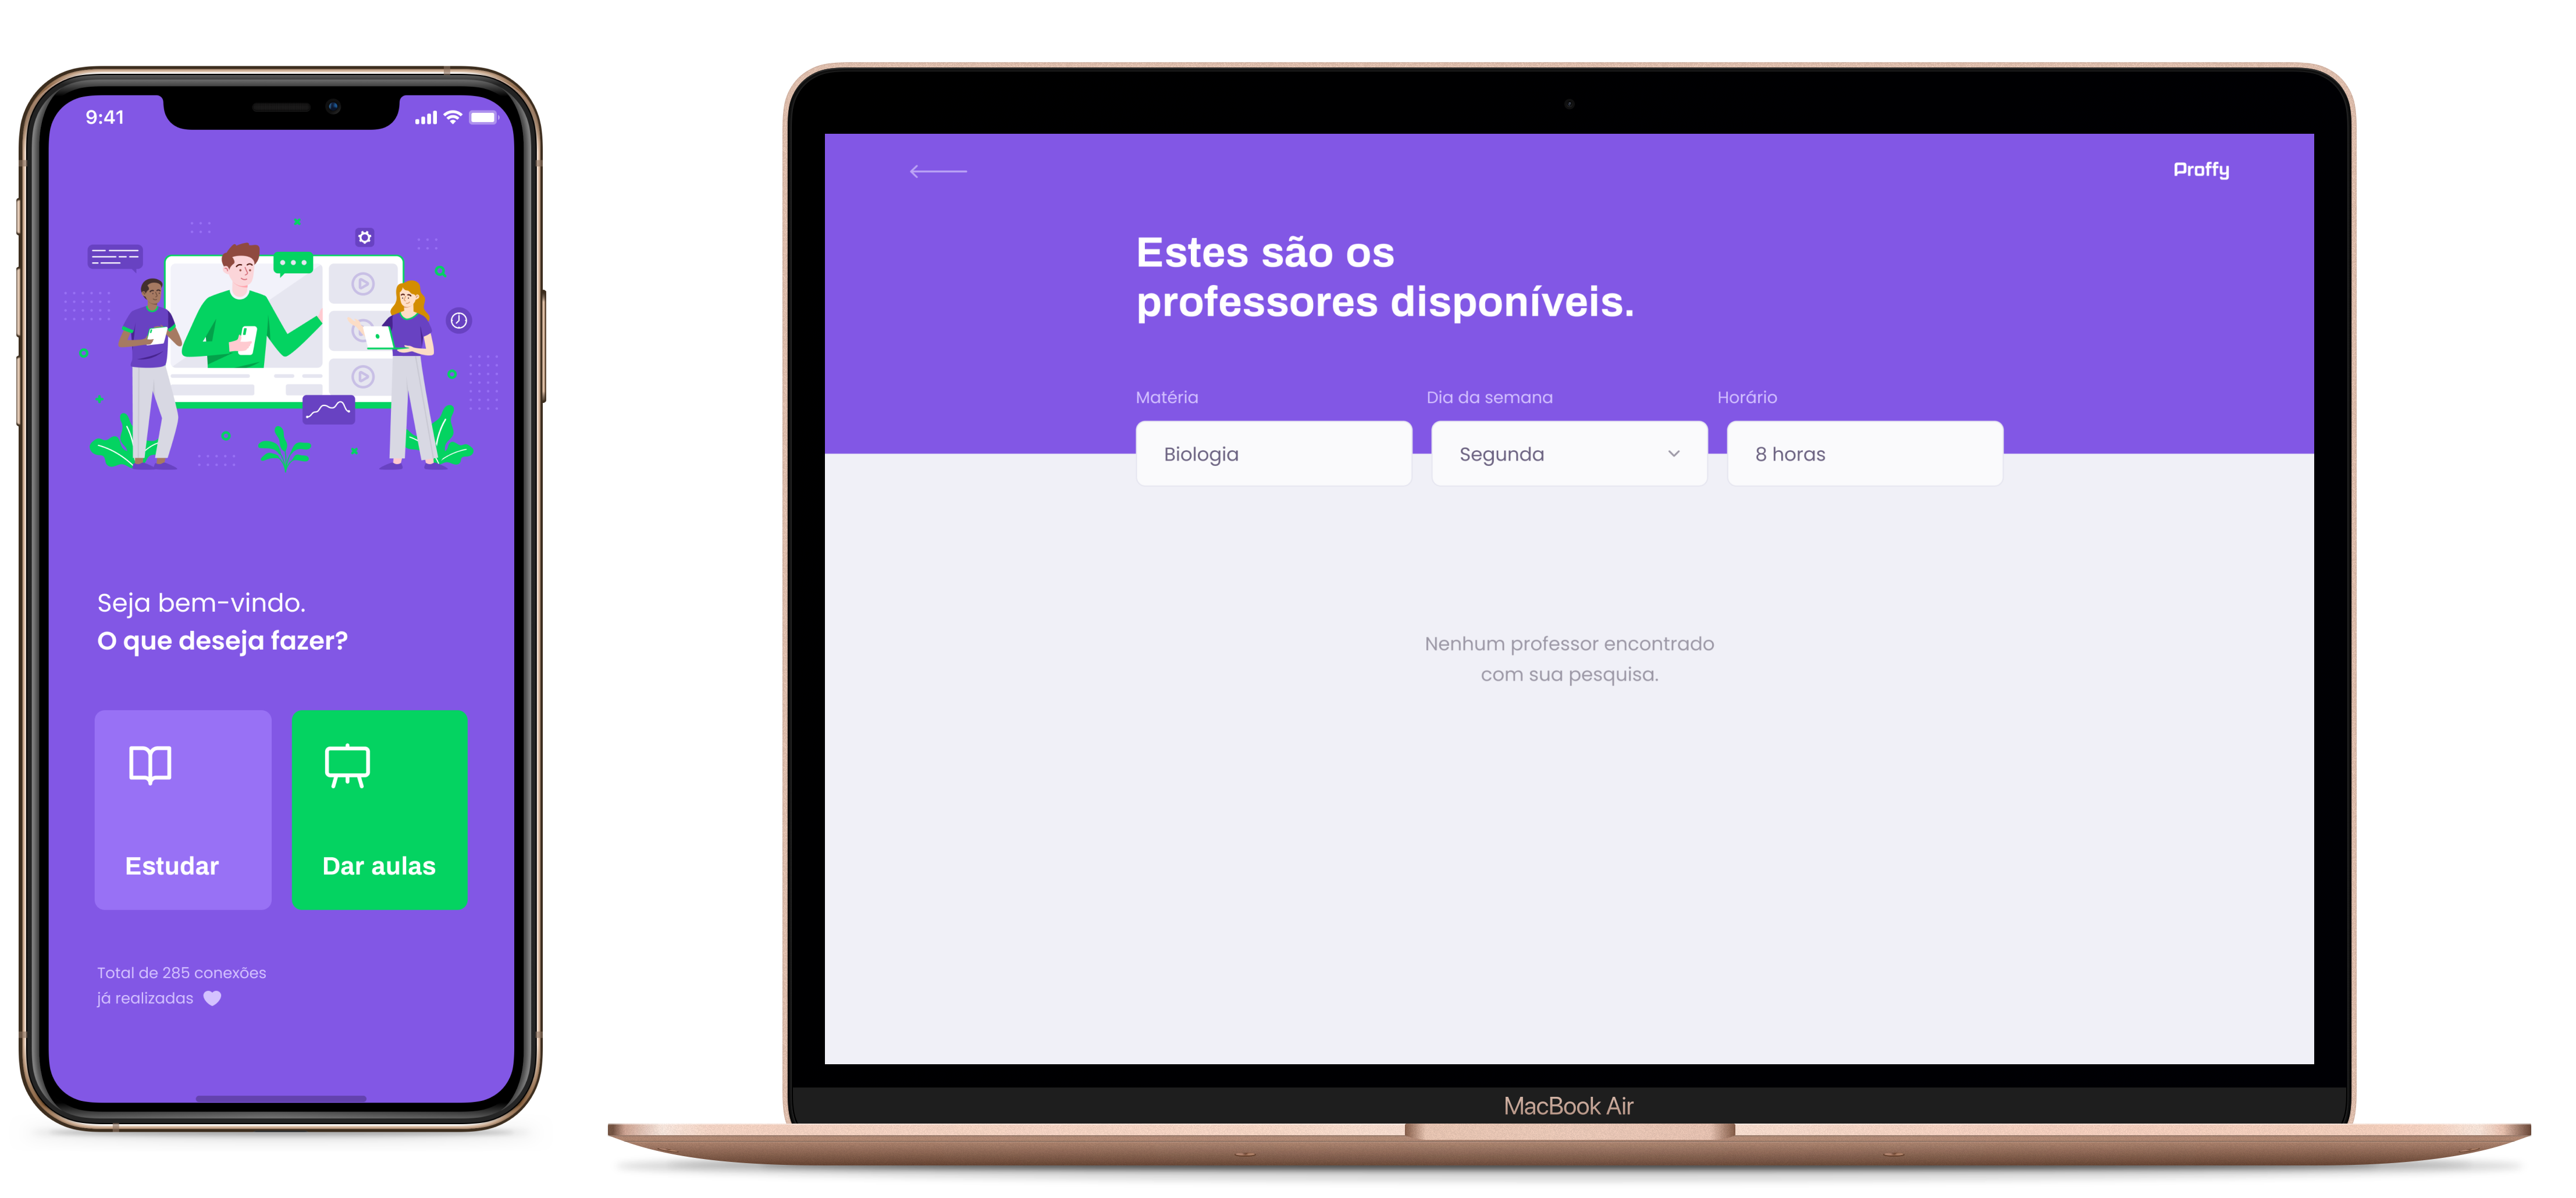 9:41
Seja bem-vindo.
O que deseja fazer?
Estudar
Dar aulas
Total de 285 conexões
já realizadas
Proffy
Estes são os
professores disponíveis.
Matéria
Dia da semana
Horário
Biologia
Segunda
8 horas
Nenhum professor encontrado
com sua pesquisa.
MacBook Air